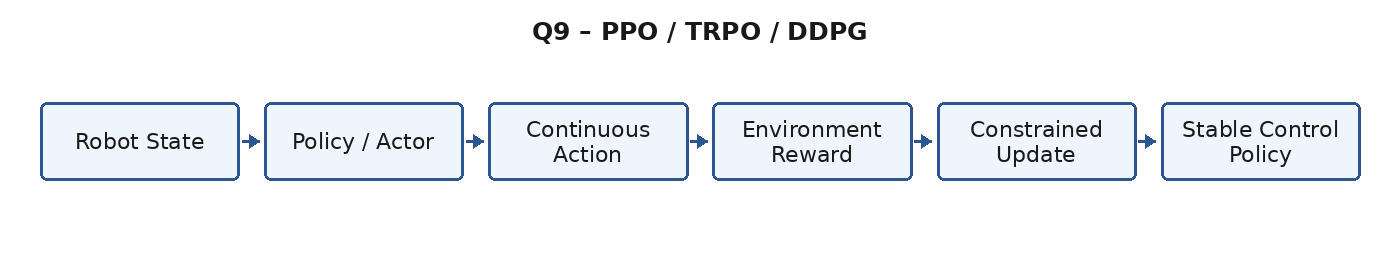 Q9 – PPO / TRPO / DDPG
Robot State
Policy / Actor
Continuous
Action
Environment
Reward
Constrained
Update
Stable Control
Policy